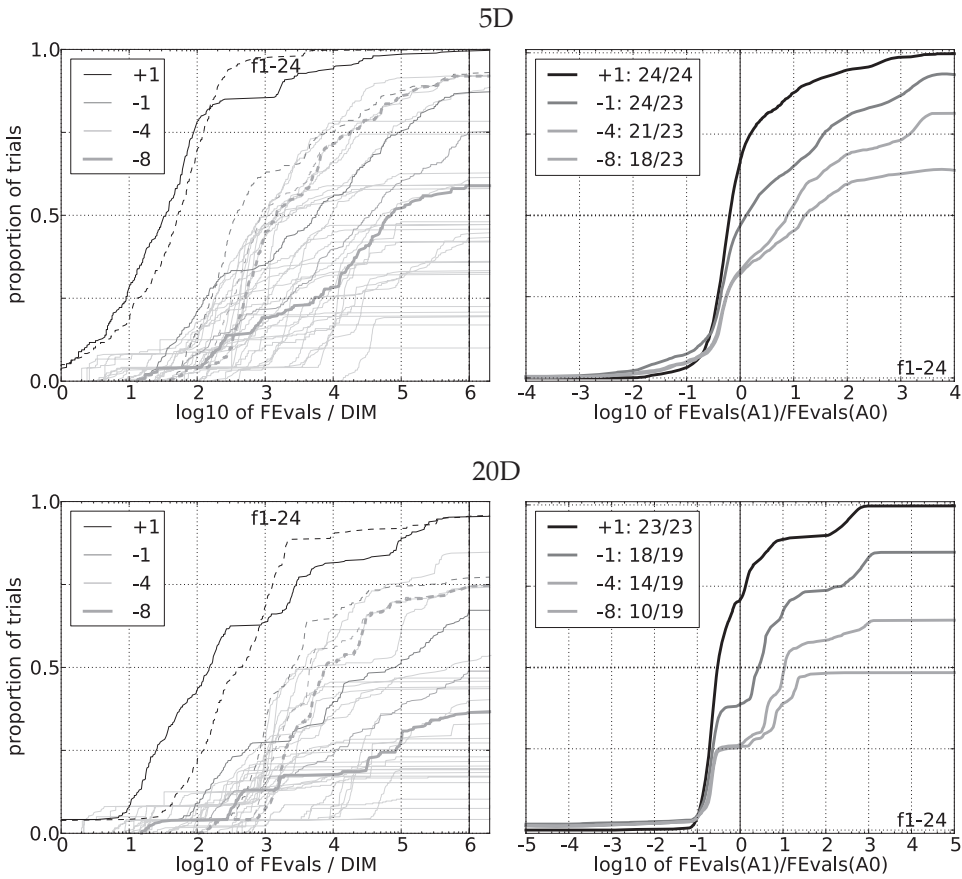 5D
1.0
f1-24
+1
-1
-4
-8
proportion of trials
0.5
0.0
0 1 2 3 4 5 6
log10 of FEvals / DIM
+1: 24/24
-1: 24/23
-4: 21/23
-8: 18/23
f1-24
-4 -3 -2 -1 0 1 2 3 4
log10 of FEvals(A1)/FEvals(A0)
20D
1.0
f1-24
+1
-1
-4
-8
proportion of trials
0.5
0.0
0 1 2 3 4 5 6
log10 of FEvals / DIM
+1: 23/23
-1: 18/19
-4: 14/19
-8: 10/19
f1-24
-5 -4 -3 -2 -1 0 1 2 3 4 5
log10 of FEvals(A1)/FEvals(A0)